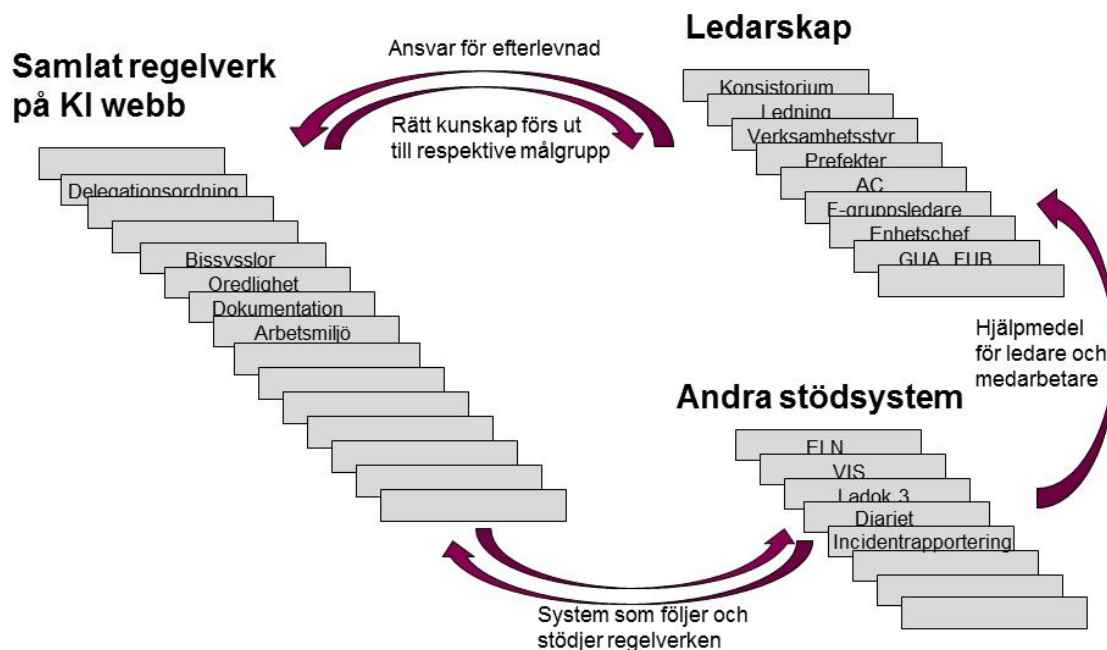 Samlat regelverk
på KI webb
Delegationsordning
Bissysslor
Oredlighet
Dokumentation
Arbetsmiljö
Ansvar för efterlevnad
Rätt kunskap förs ut
till respektive målgrupp
Ledarskap
Konsistorium
Ledning
Verksamhetsstyr
Prefekter
AC
F-gruppsledare
Enhetschef
GUA, FUB
Hjälpmedel
för ledare och
medarbetare
Andra stödsystem
ELN
VIS
Ladok 3
Diariet
Incidentrapportering
System som följer och
stödjer regelverken